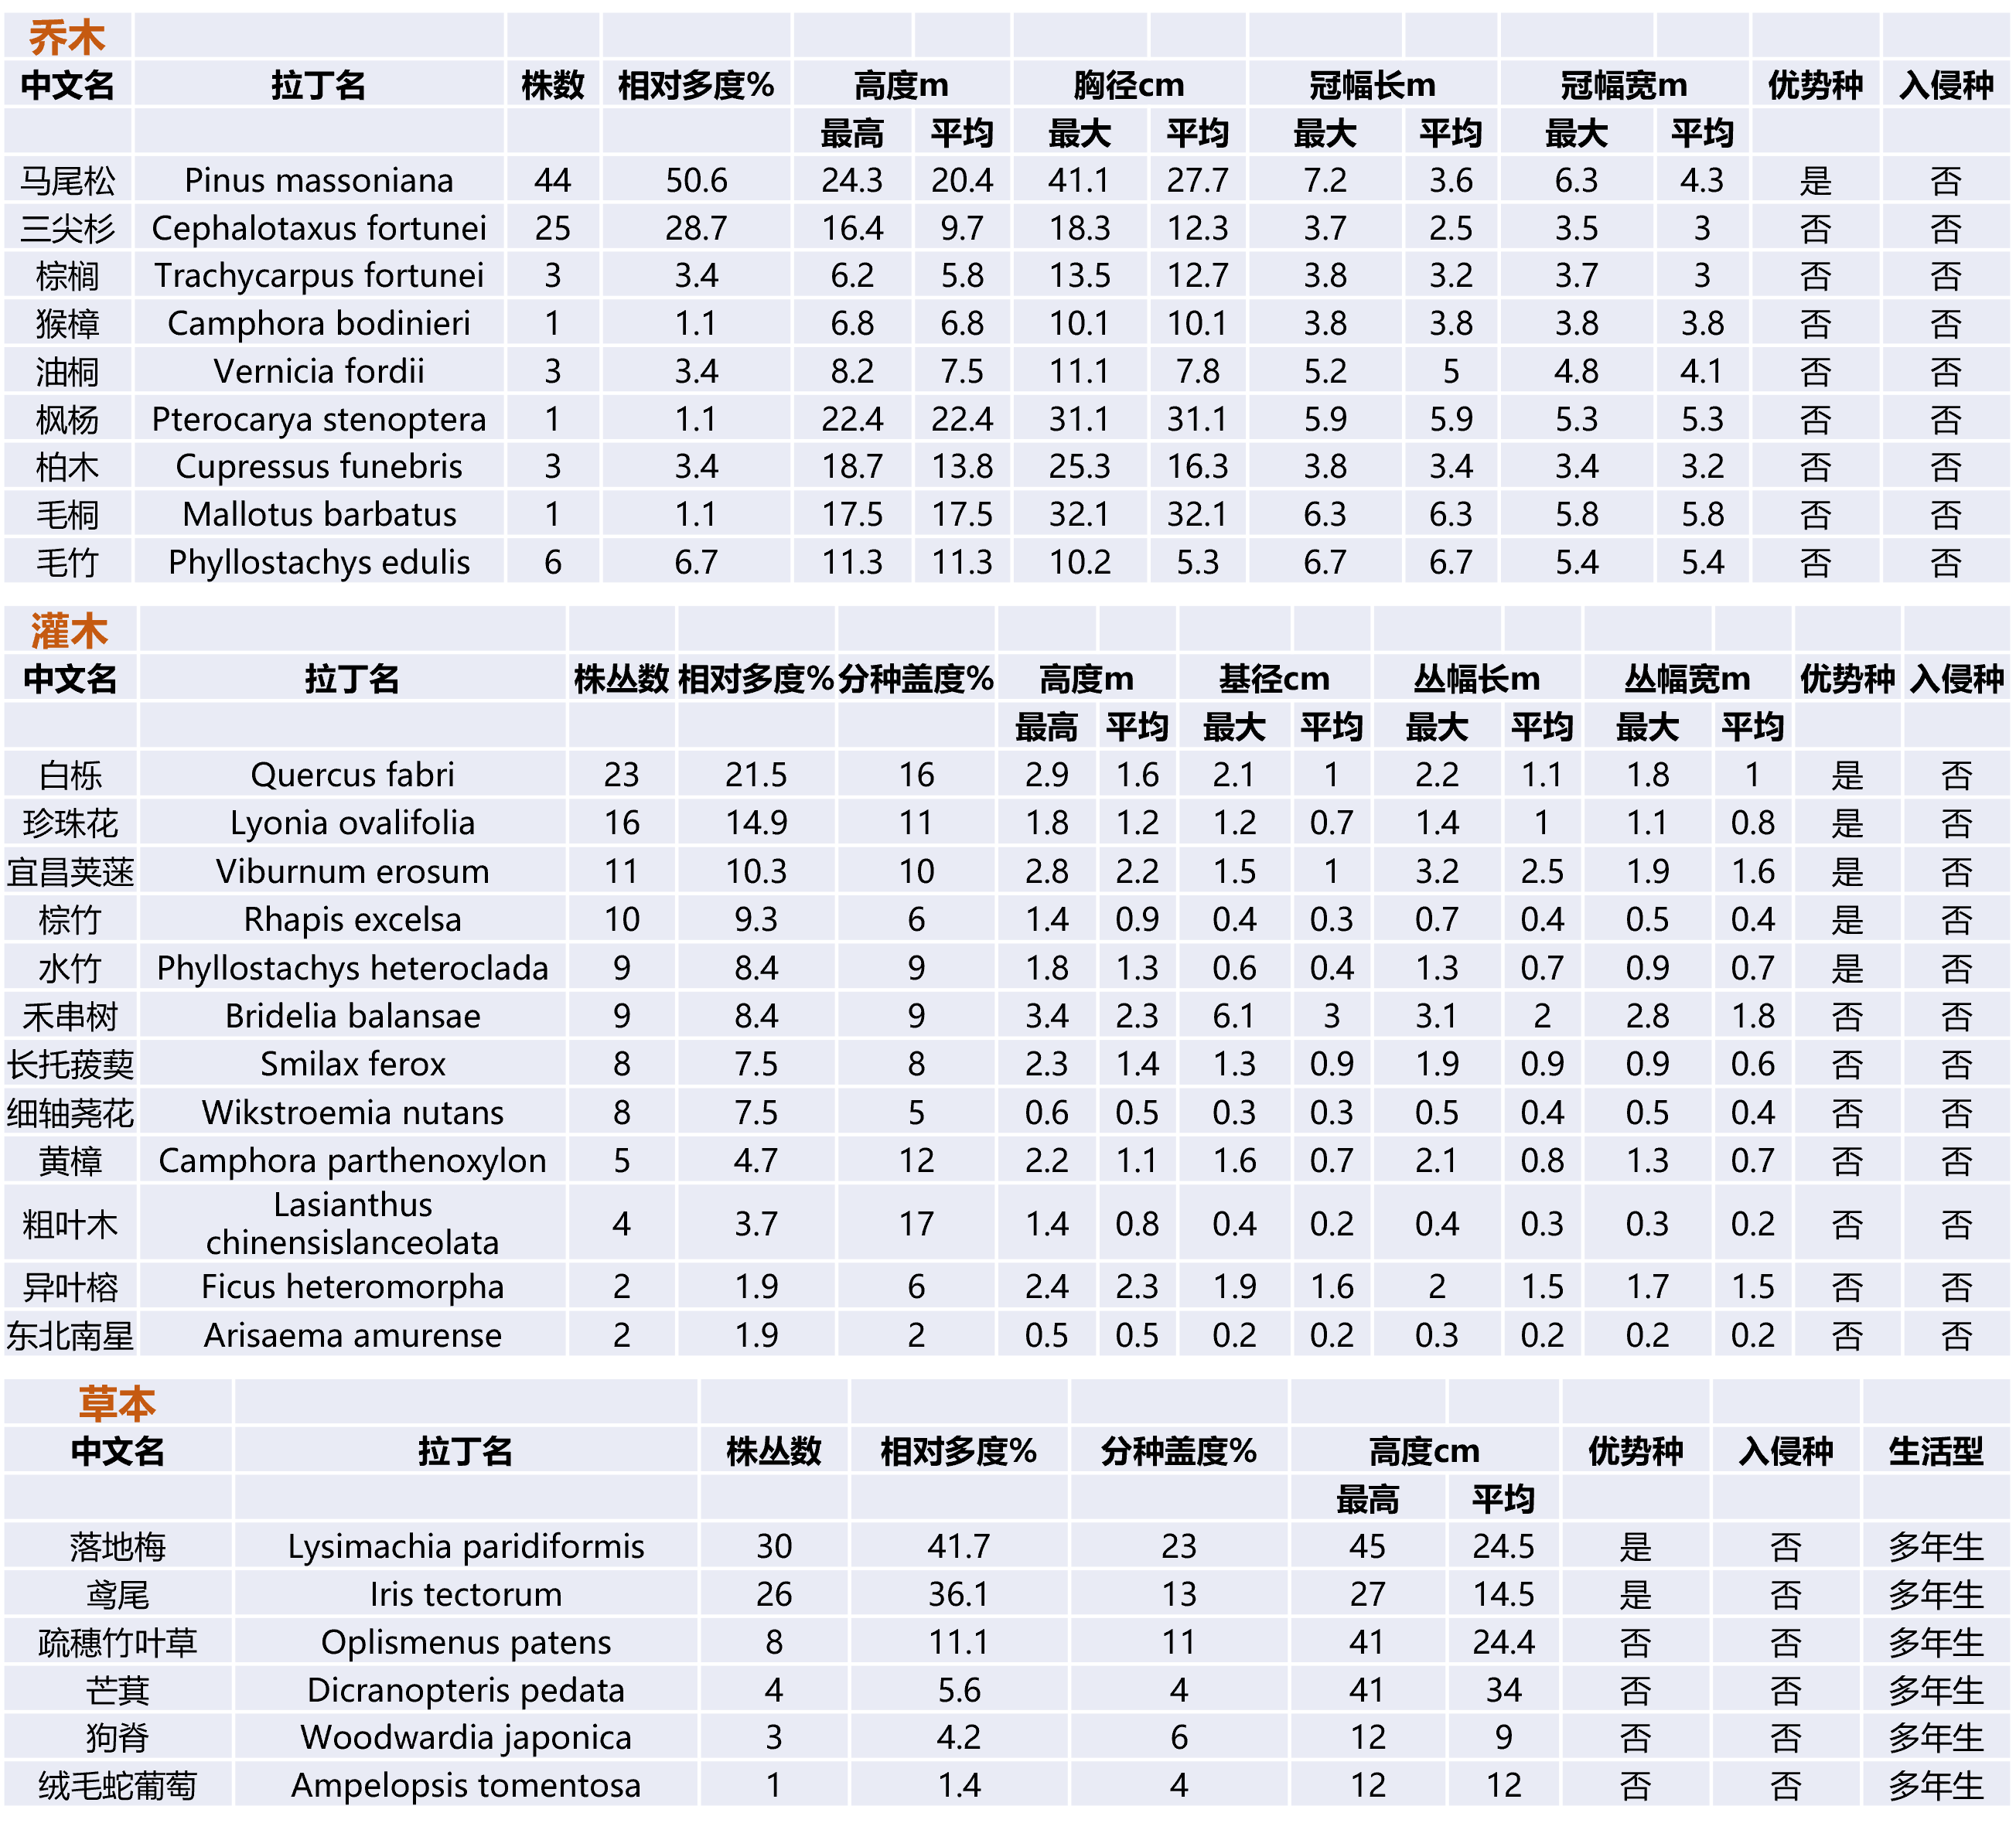 乔木
中文名 拉丁名 株数 相对多度% 高度m 胸径cm 冠幅长m 冠幅宽m 优势种 入侵种
最高 平均 最大 平均 最大 平均 最大 平均
马尾松 Pinus massoniana 44 50.6 24.3 20.4 41.1 27.7 7.2 3.6 6.3 4.3 是 否
三尖杉 Cephalotaxus fortunei 25 28.7 16.4 9.7 18.3 12.3 3.7 2.5 3.5 3 否 否
棕榈 Trachycarpus fortunei 3 3.4 6.2 5.8 13.5 12.7 3.8 3.2 3.7 3 否 否
猴樟 Camphora bodinieri 1 1.1 6.8 6.8 10.1 10.1 3.8 3.8 3.8 3.8 否 否
油桐 Vernicia fordii 3 3.4 8.2 7.5 11.1 7.8 5.2 5 4.8 4.1 否 否
枫杨 Pterocarya stenoptera 1 1.1 22.4 22.4 31.1 31.1 5.9 5.9 5.3 5.3 否 否
柏木 Cupressus funebris 3 3.4 18.7 13.8 25.3 16.3 3.8 3.4 3.4 3.2 否 否
毛桐 Mallotus barbatus 1 1.1 17.5 17.5 32.1 32.1 6.3 6.3 5.8 5.8 否 否
毛竹 Phyllostachys edulis 6 6.7 11.3 11.3 10.2 5.3 6.7 6.7 5.4 5.4 否 否
灌木
中文名 拉丁名 株丛数 相对多度% 分种盖度% 高度m 基径cm 丛幅长m 丛幅宽m 优势种 入侵种
最高 平均 最大 平均 最大 平均 最大 平均
白栎 Quercus fabri 23 21.5 16 2.9 1.6 2.1 1 2.2 1.1 1.8 1 是 否
珍珠花 Lyonia ovalifolia 16 14.9 11 1.8 1.2 1.2 0.7 1.4 1 1.1 0.8 是 否
宜昌荚蒾 Viburnum erosum 11 10.3 10 2.8 2.2 1.5 1 3.2 2.5 1.9 1.6 是 否
棕竹 Rhapis excelsa 10 9.3 6 1.4 0.9 0.4 0.3 0.7 0.4 0.5 0.4 是 否
水竹 Phyllostachys heteroclada 9 8.4 9 1.8 1.3 0.6 0.4 1.3 0.7 0.9 0.7 是 否
禾串树 Bridelia balansae 9 8.4 9 3.4 2.3 6.1 3 3.1 2 2.8 1.8 否 否
长托菝葜 Smilax ferox 8 7.5 8 2.3 1.4 1.3 0.9 1.9 0.9 0.9 0.6 否 否
细轴荛花 Wikstroemia nutans 8 7.5 5 0.6 0.5 0.3 0.3 0.5 0.4 0.5 0.4 否 否
黄樟 Camphora parthenoxylon 5 4.7 12 2.2 1.1 1.6 0.7 2.1 0.8 1.3 0.7 否 否
粗叶木 Lasianthus
chinensislanceolata 4 3.7 17 1.4 0.8 0.4 0.2 0.4 0.3 0.3 0.2 否 否
异叶榕 Ficus heteromorpha 2 1.9 6 2.4 2.3 1.9 1.6 2 1.5 1.7 1.5 否 否
东北南星 Arisaema amurense 2 1.9 2 0.5 0.5 0.2 0.2 0.3 0.2 0.2 0.2 否 否
草本
中文名 拉丁名 株丛数 相对多度% 分种盖度% 高度cm 优势种 入侵种 生活型
最高 平均
落地梅 Lysimachia paridiformis 30 41.7 23 45 24.5 是 否 多年生
鸢尾 Iris tectorum 26 36.1 13 27 14.5 是 否 多年生
疏穗竹叶草 Oplismenus patens 8 11.1 11 41 24.4 否 否 多年生
芒萁 Dicranopteris pedata 4 5.6 4 41 34 否 否 多年生
狗脊 Woodwardia japonica 3 4.2 6 12 9 否 否 多年生
绒毛蛇葡萄 Ampelopsis tomentosa 1 1.4 4 12 12 否 否 多年生